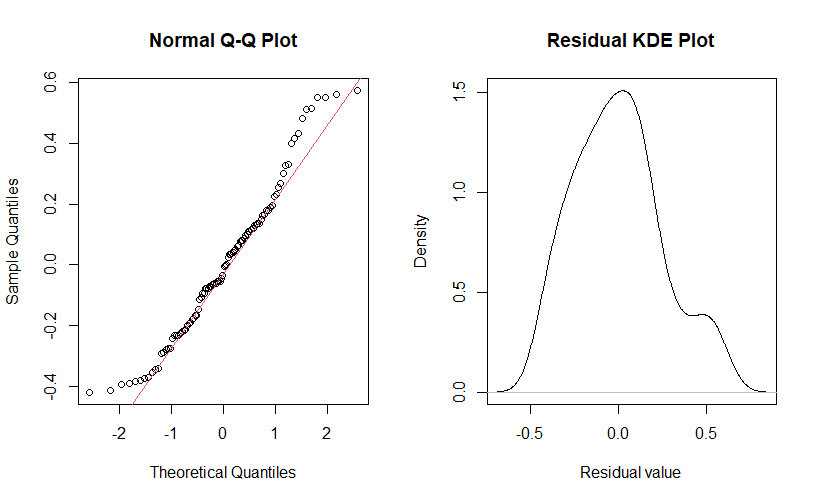 Normal Q-Q Plot
Sample Quantiles
0.6
0.4
0.2
0.0
-0.2
-0.4
-2 -1 0 1 2
Theoretical Quantiles
Residual KDE Plot
Density
1.5
1.0
0.5
0.0
-0.5 0.0 0.5
Residual value